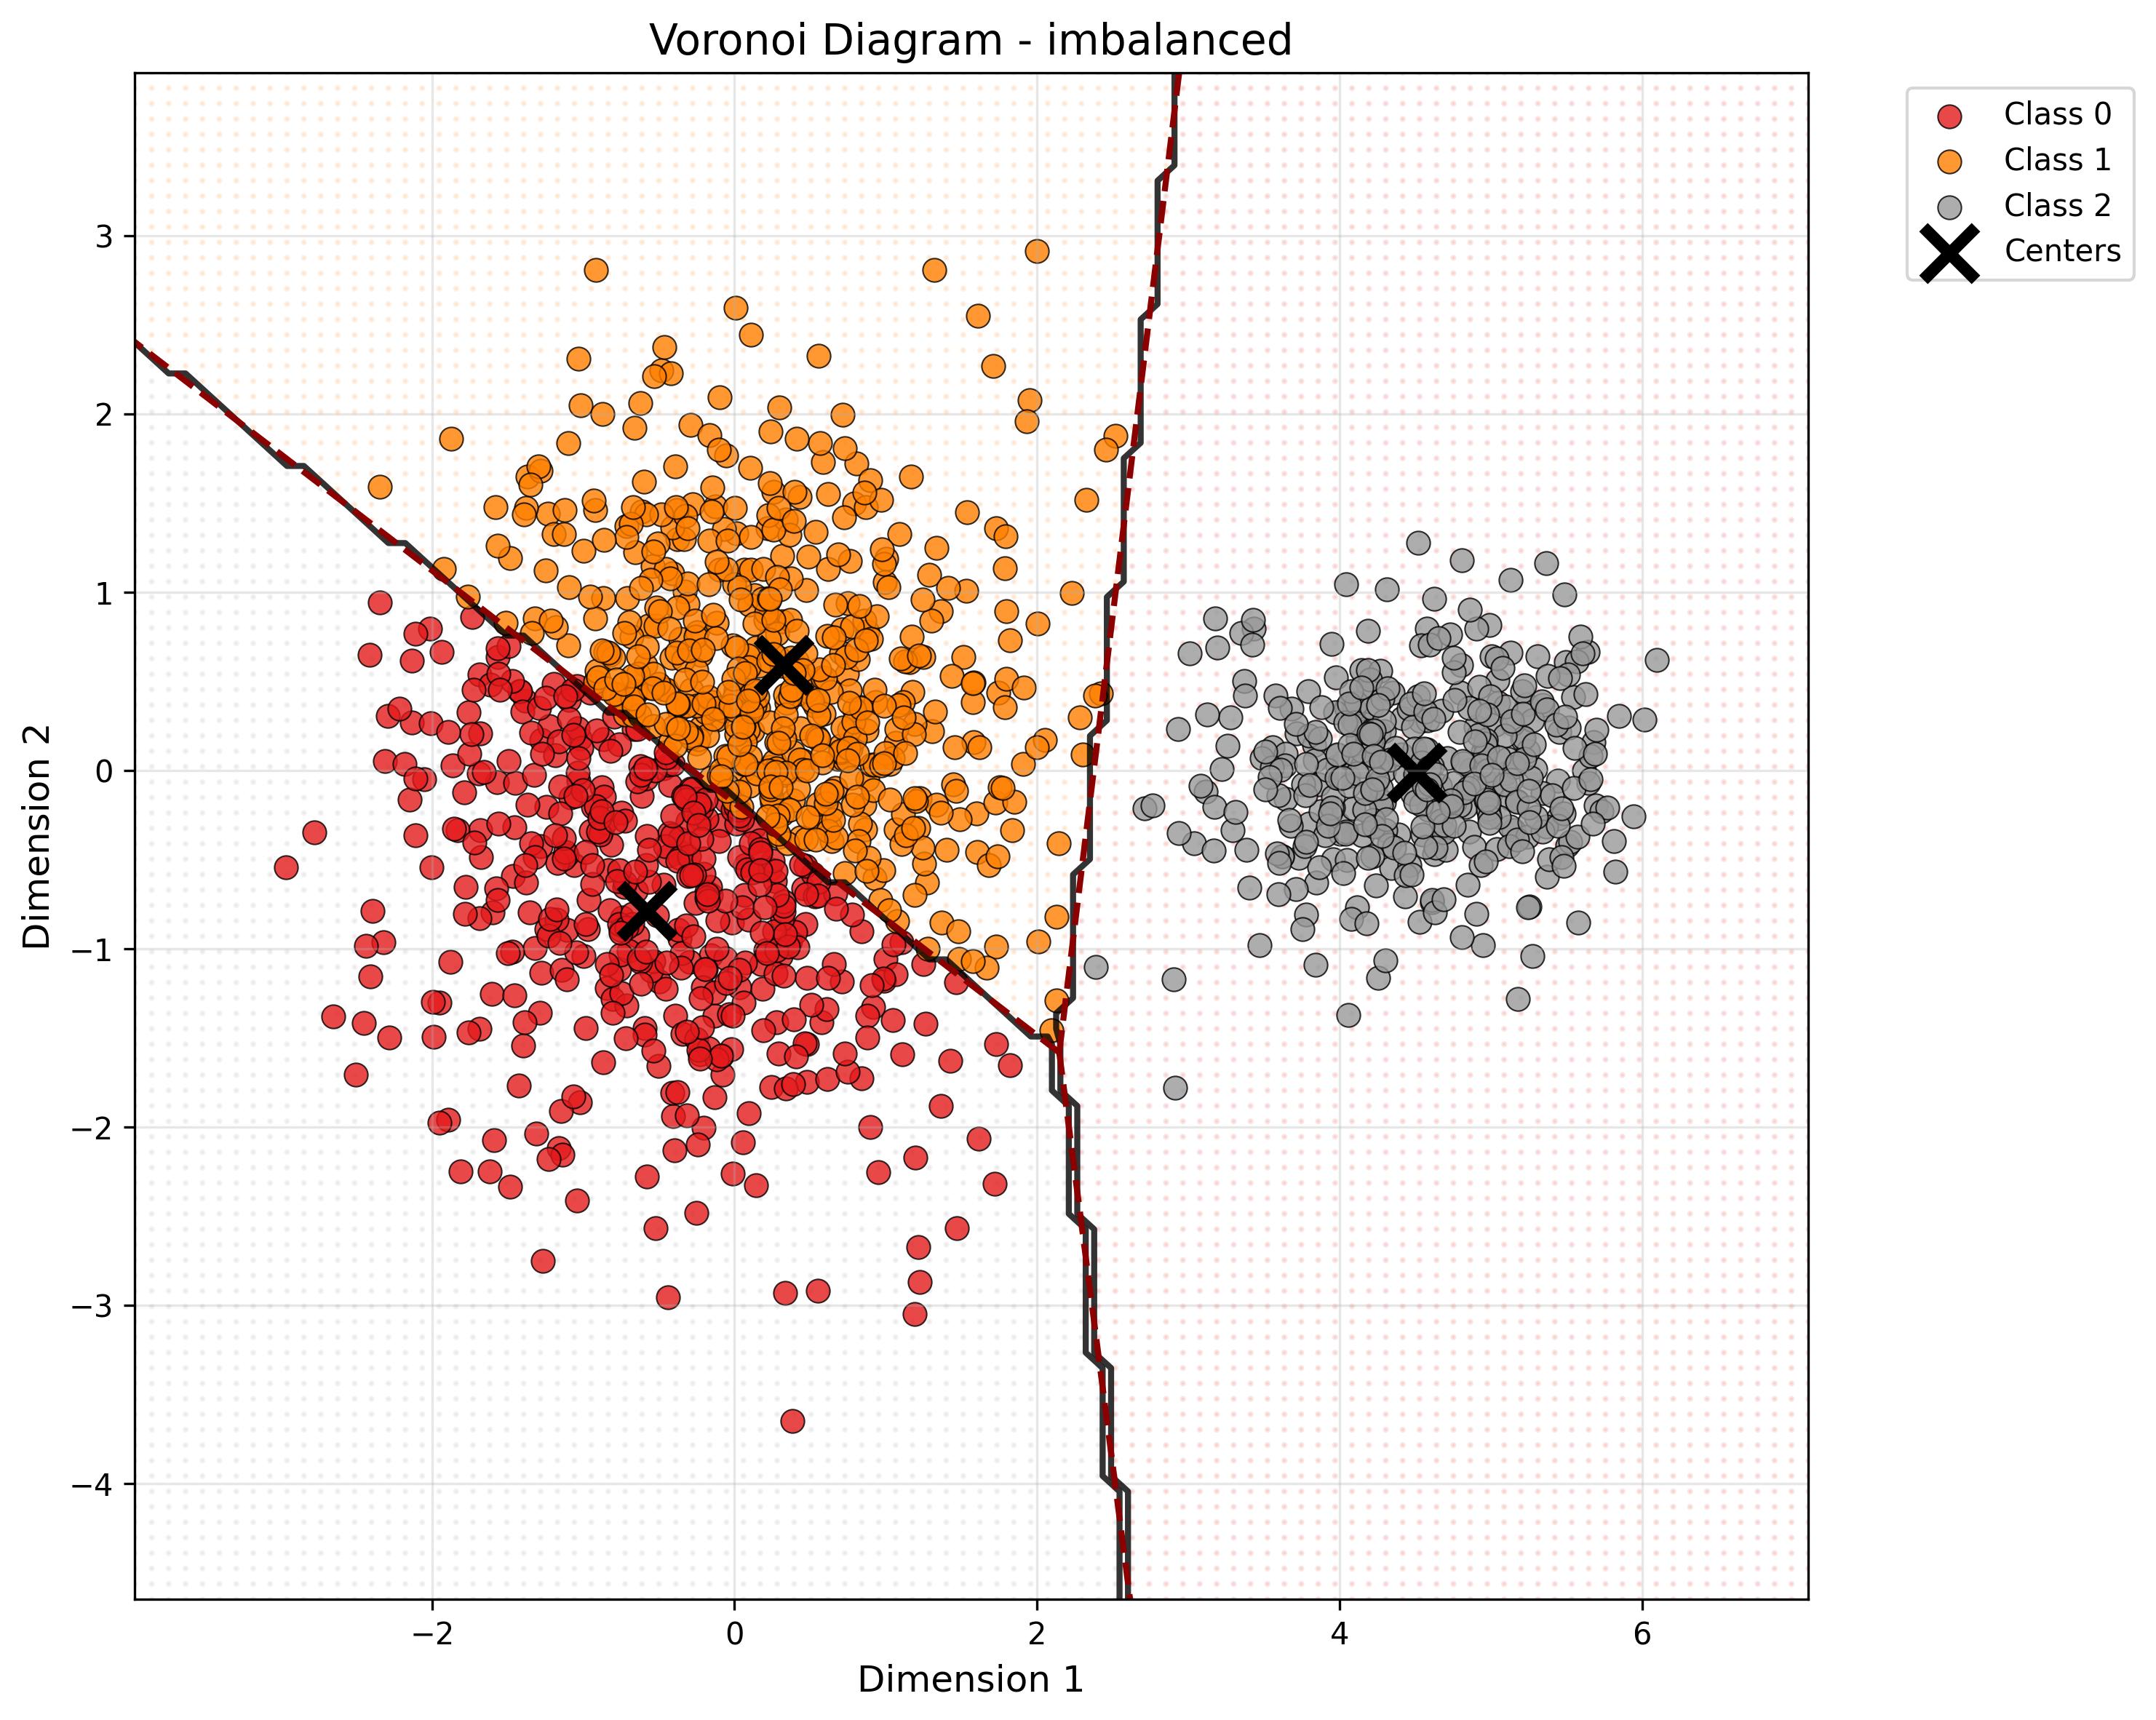 Voronoi Diagram - imbalanced
Class 0
Class 1
Class 2
Centers
3
2
1
0
−1
−2
−3
−4
Dimension 2
−2
0
2
4
6
Dimension 1